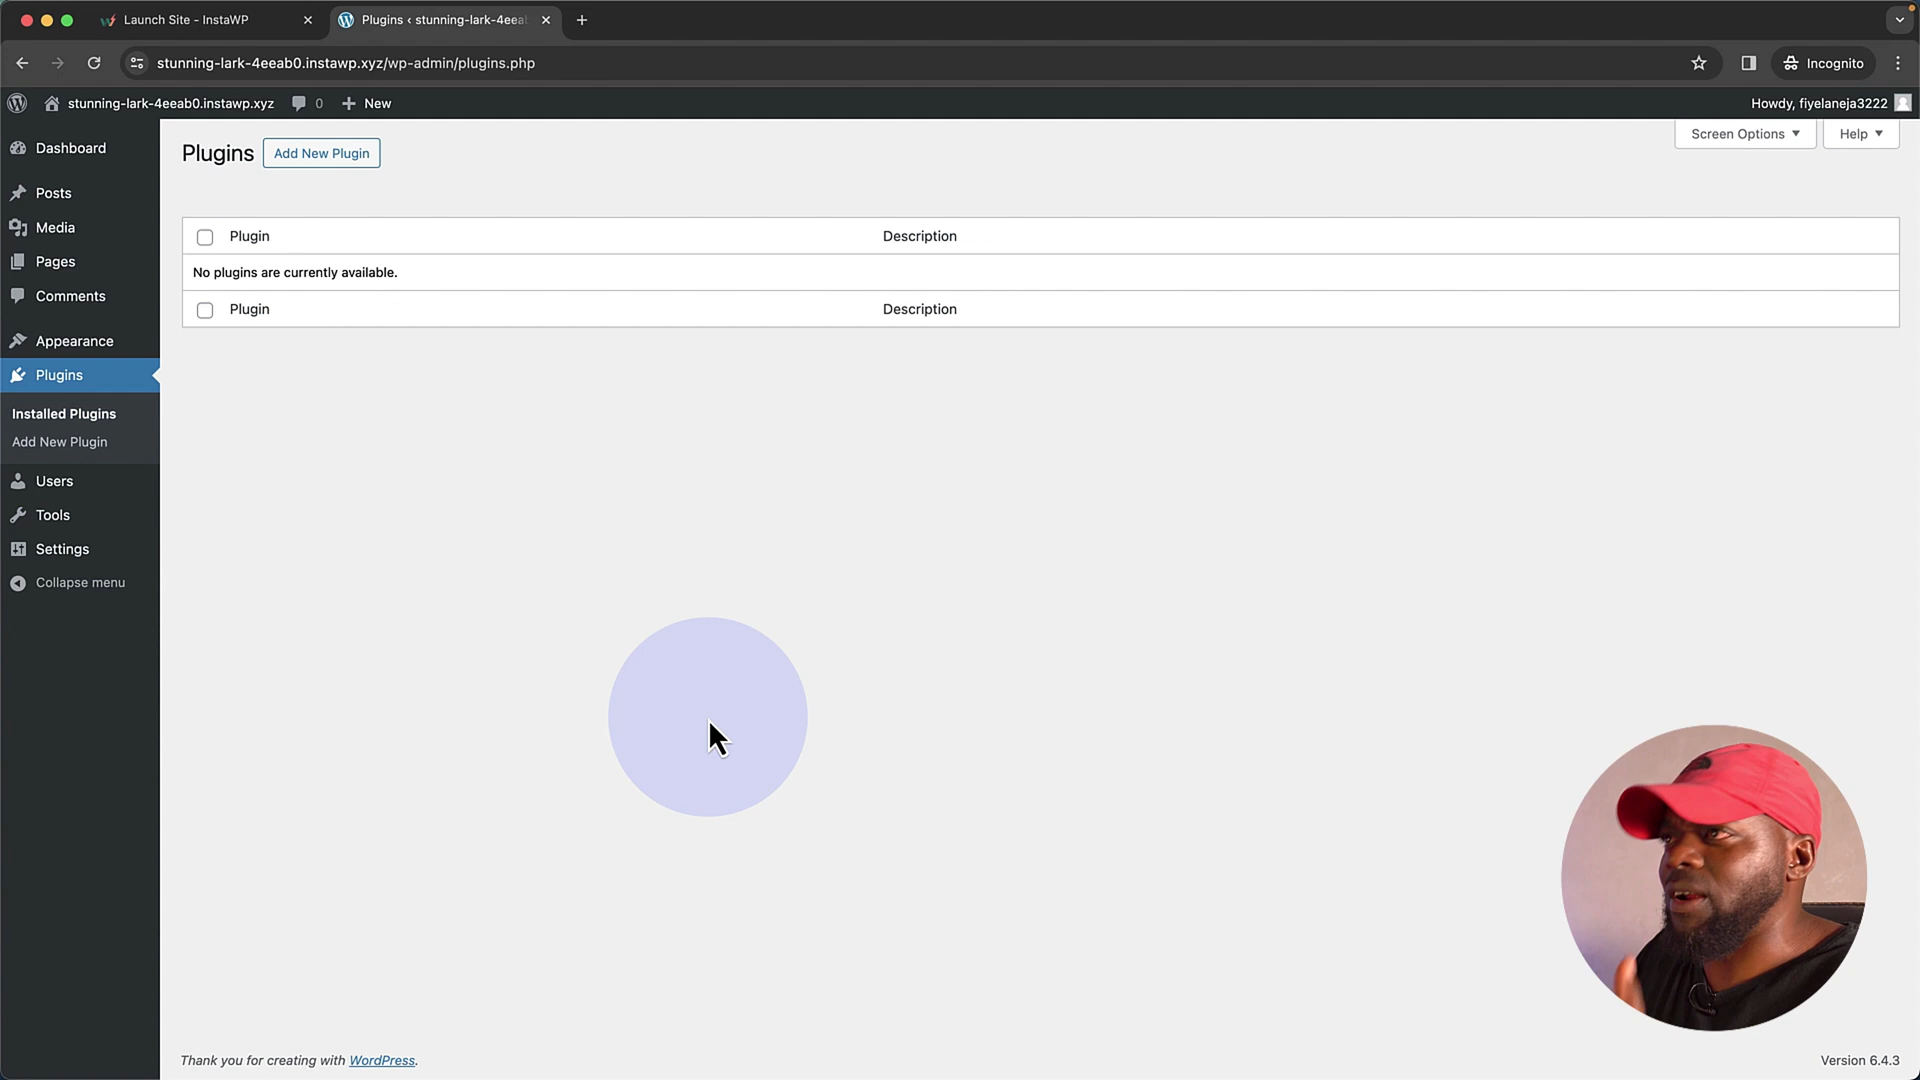 Launch Site - InstaWP
Plugins ‹ stunning-lark-4eea
stunning-lark-4eeab0.instawp.xyz/wp-admin/plugins.php
Incognito
stunning-lark-4eeab0.instawp.xyz
0
New
Howdy, fiyelaneja3222
Dashboard
Posts
Media
Pages
Comments
Appearance
Plugins
Installed Plugins
Add New Plugin
Users
Tools
Settings
Collapse menu
Plugins
Add New Plugin
Screen Options
Help
Plugin
Description
No plugins are currently available.
Plugin
Description
Thank you for creating with WordPress.
Version 6.4.3